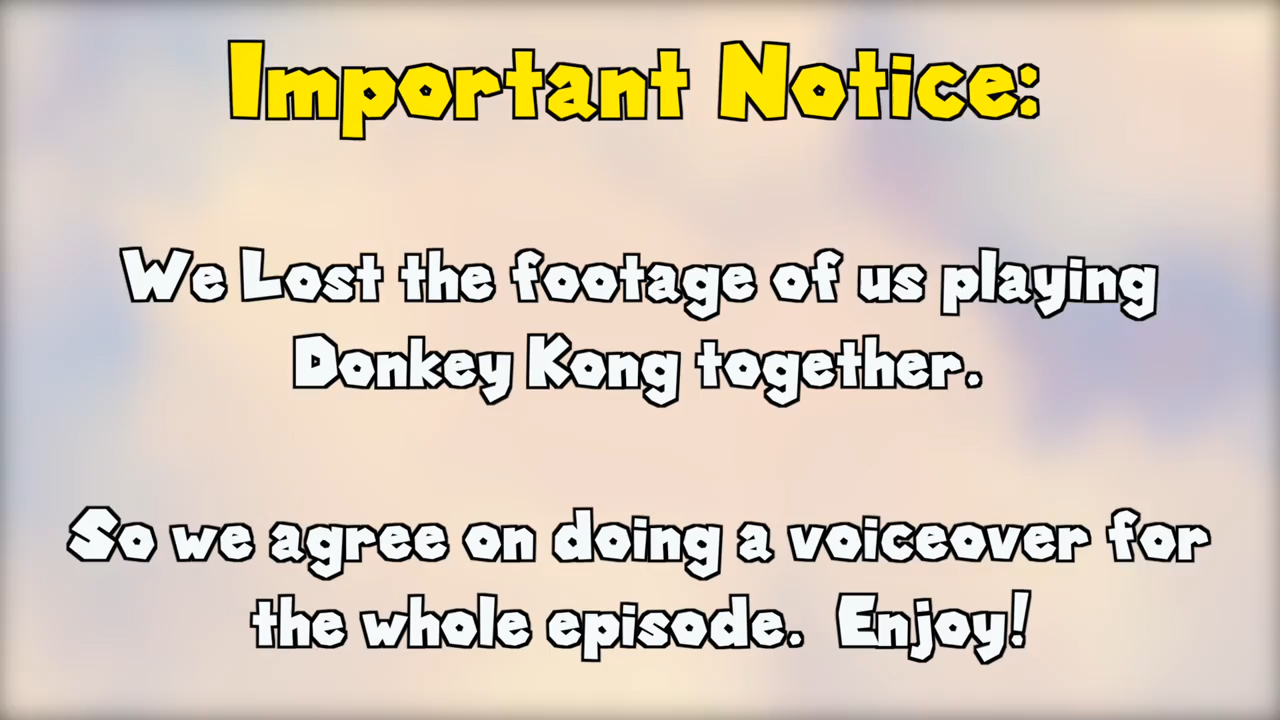 Important Notice:
We Lost the footage of us playing
Donkey Kong together.
So we agree on doing a voiceover for
the whole episode. Enjoy!